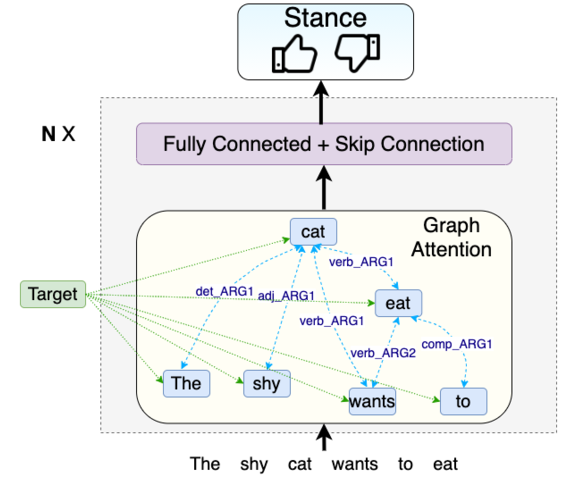 Stance
N X
Fully Connected + Skip Connection
Graph
Attention
cat
verb_ARG1
Target
det_ARG1
adj_ARG1
eat
verb_ARG1
comp_ARG1
verb_ARG2
The
shy
wants
to
The shy cat wants to eat